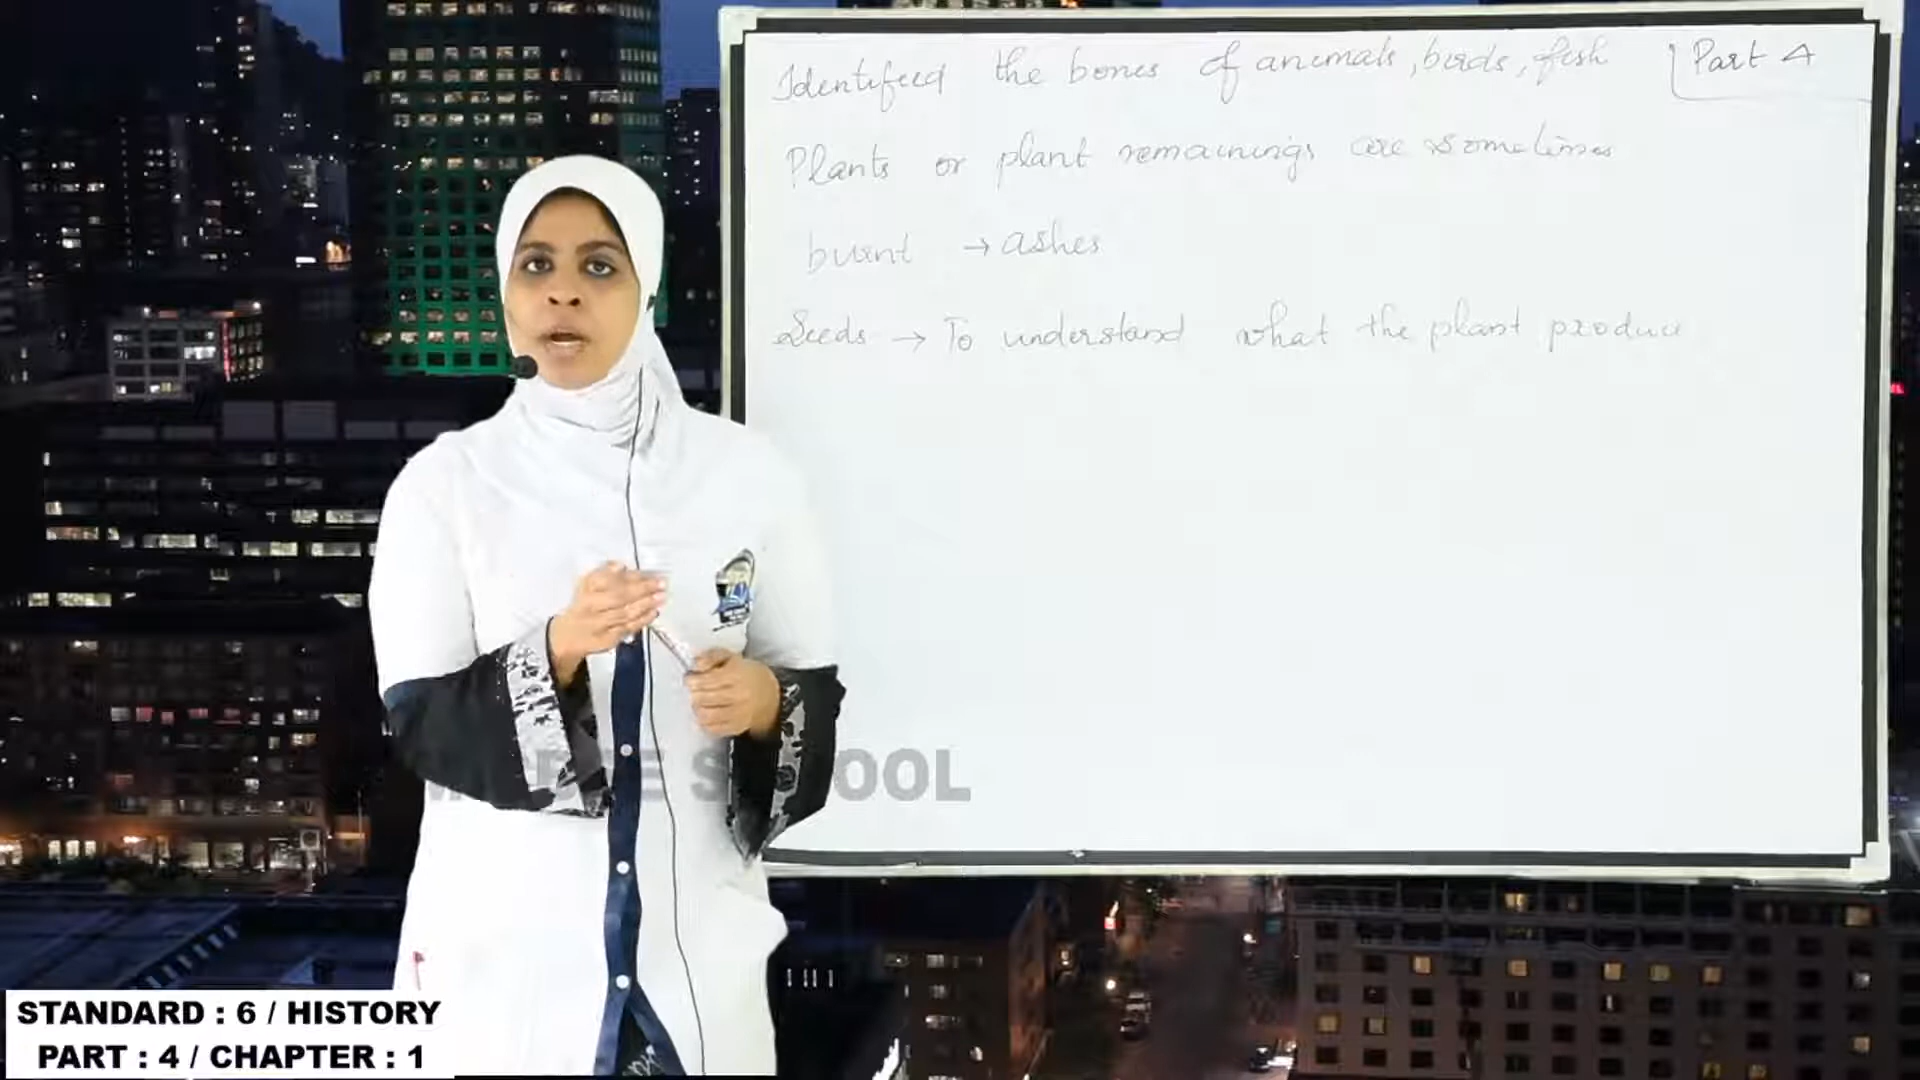 Identified the bones of animals, birds, fish
Part 4
Plants or plant remainings are sometimes
burnt → ashes
Seeds → To understand what the plant produce
OOL
STANDARD : 6 / HISTORY
PART : 4 / CHAPTER : 1